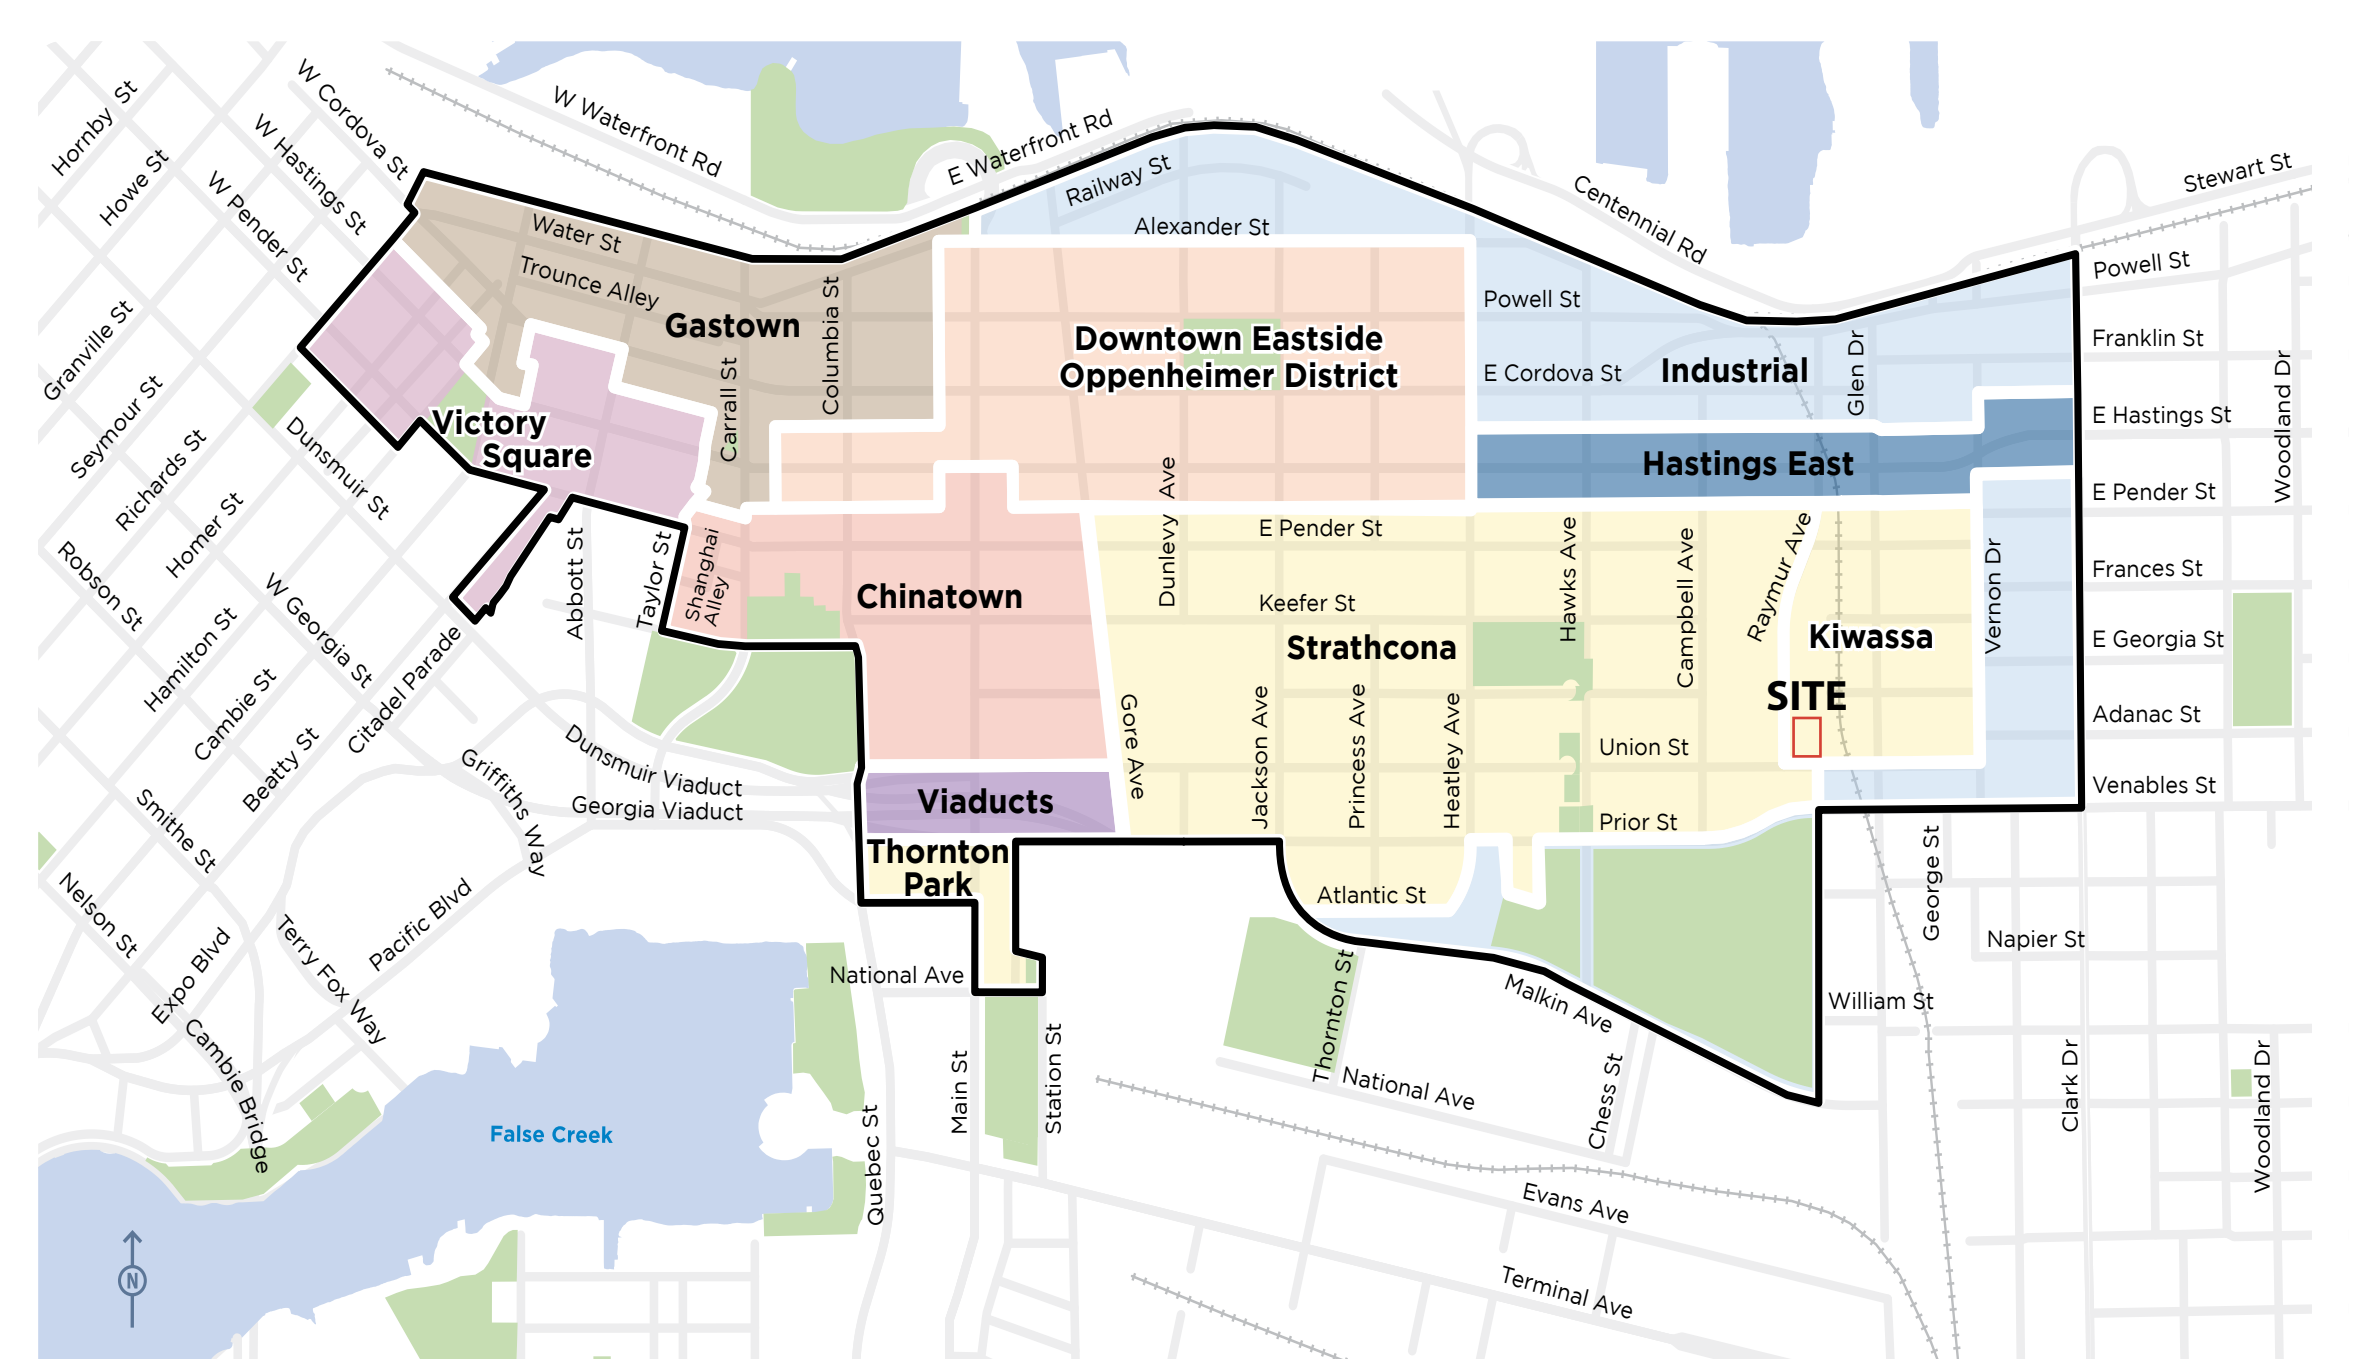 Hornby St
Howe St
W Cordova St
W Hastings St
W Pender St
W Waterfront Rd
E Waterfront Rd
Railway St
Alexander St
Centennial Rd
Stewart St
Water St
Trounce Alley
Gastown
Columbia St
Carrall St
Downtown Eastside
Oppenheimer District
Powell St
E Cordova St
Industrial
Glen Dr
Powell St
Franklin St
E Hastings St
Woodland Dr
E Pender St
Frances St
E Georgia St
Adanac St
Venables St
Granville St
Seymour St
Richards St
Homer St
Dunsmuir St
Victory
Square
Hastings East
Robson St
Hamilton St
W Georgia St
Cambie St
Citadel Parade
Beatty St
Abbott St
Taylor St
Shanghai
Alley
Chinatown
Dunlevy Ave
E Pender St
Keefer St
Strathcona
Hawks Ave
Campbell Ave
Raymur Ave
Kiwassa
Vernon Dr
SITE
Gore Ave
Jackson Ave
Princess Ave
Heatley Ave
Union St
Prior St
Smithe St
Griffiths Way
Dunsmuir Viaduct
Georgia Viaduct
Viaducts
Thornton
Park
Atlantic St
Nelson St
Expo Blvd
Terry Fox Way
Pacific Blvd
Cambie Bridge
National Ave
Main St
Station St
Quebec St
Thornton St
National Ave
Malkin Ave
Chess St
George St
Napier St
William St
Clark Dr
Woodland Dr
False Creek
Evans Ave
Terminal Ave
N